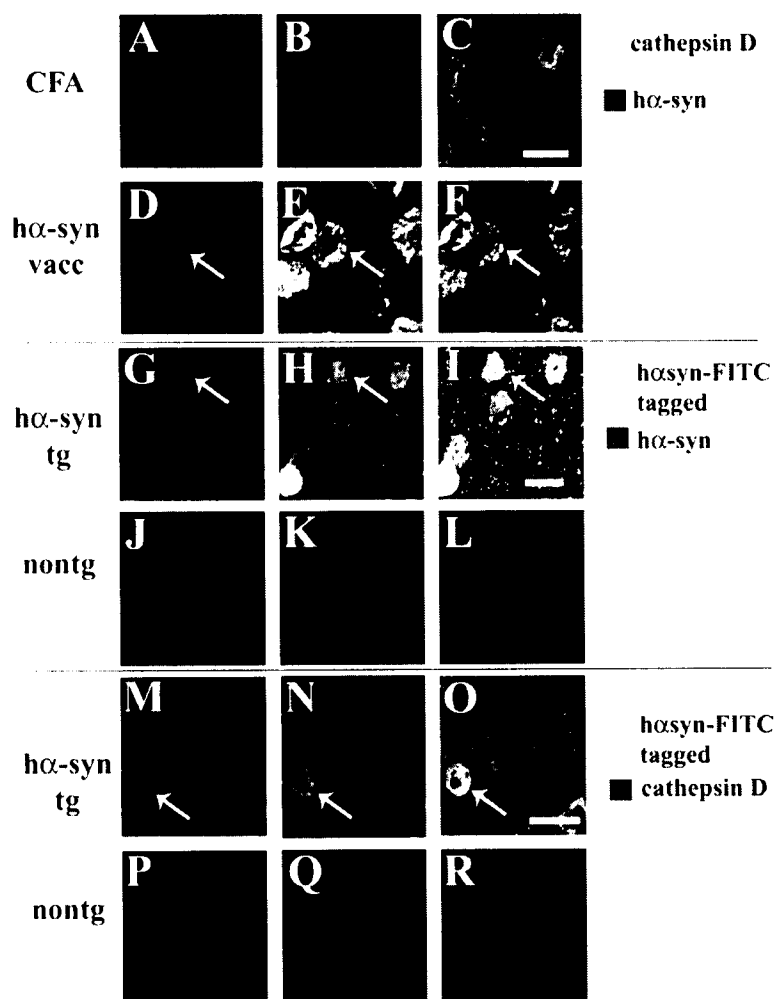 A B C cathepsin D
CFA
hα-syn
D E F
hα-syn
vacc
G H I hαsyn-FITC
tagged
hα-syn
tg
hα-syn
J K L
nontg
M N O
hαsyn-FITC
tagged
hα-syn
tg
cathepsin D
P Q R
nontg